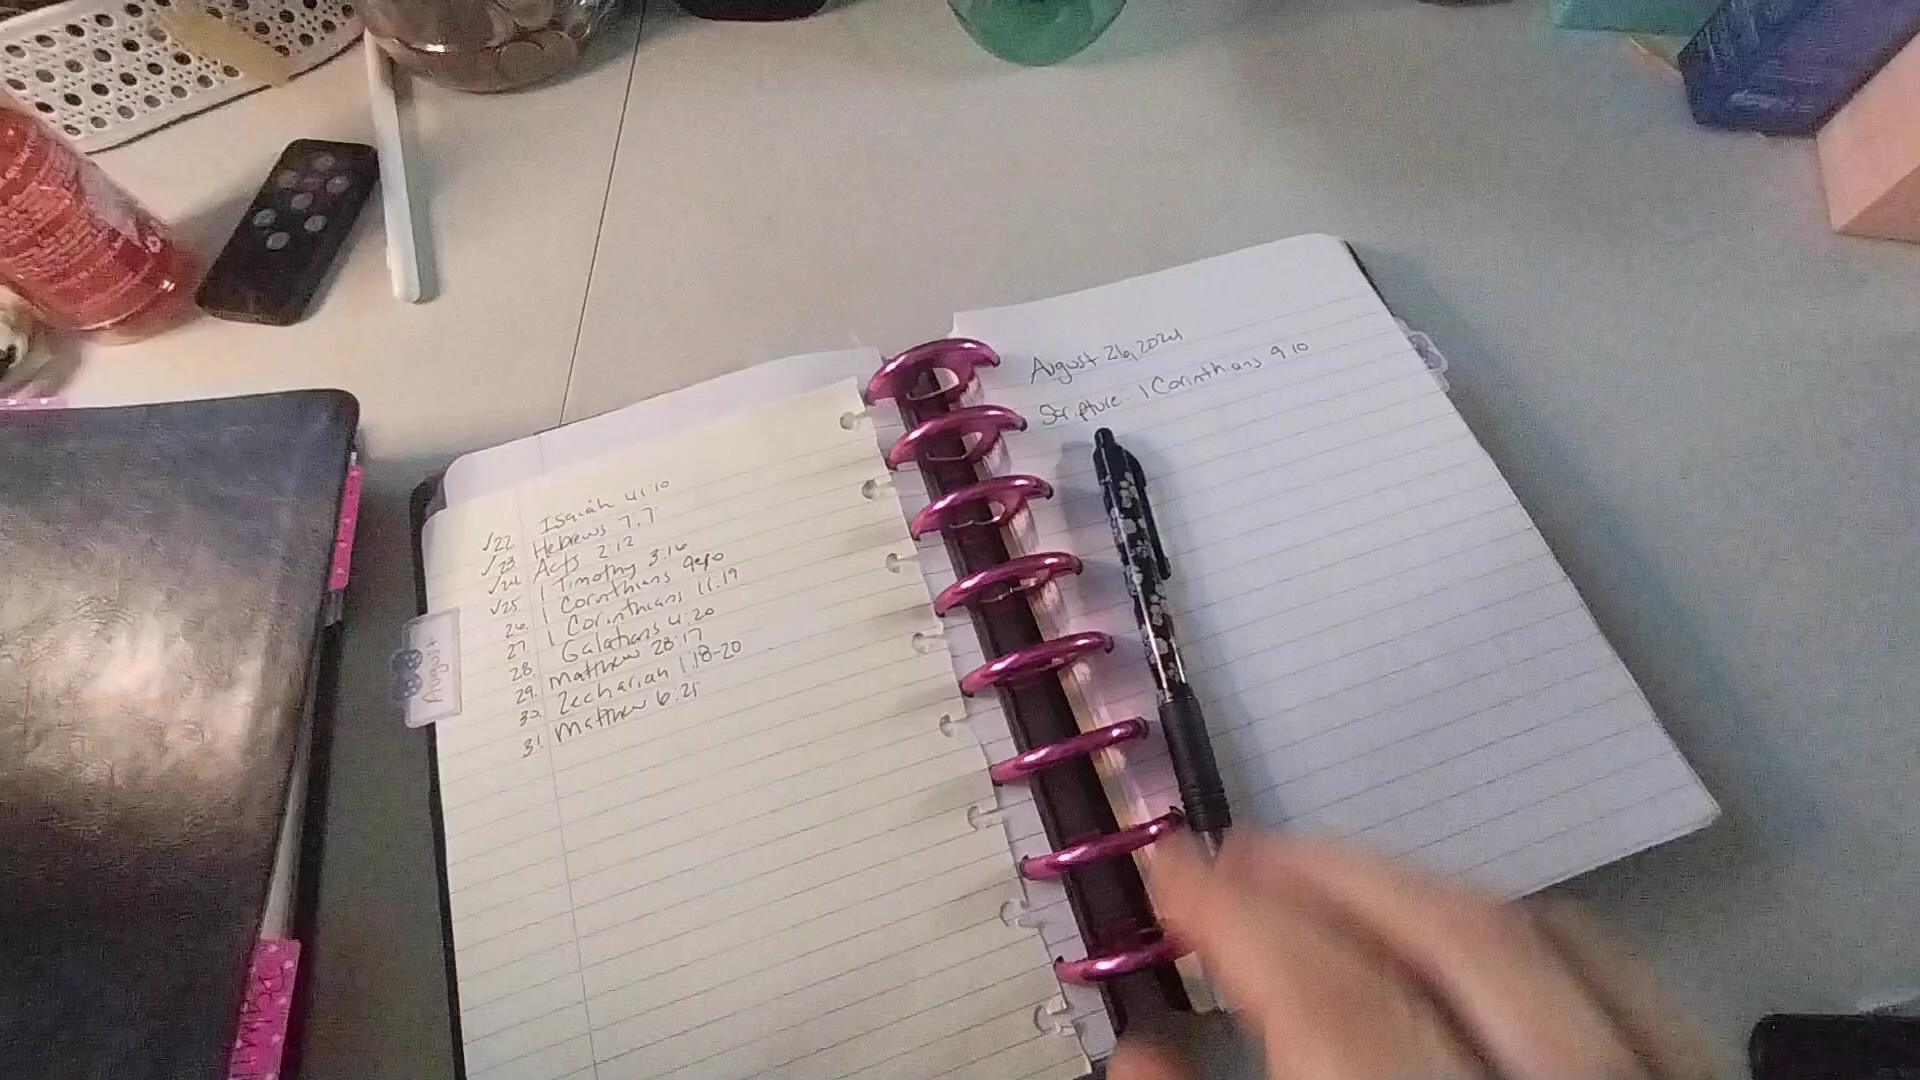 Isaiah 41:10
√22. Hebrews 7:7
√23. Acts 2:12
√24. 1 Timothy 3:16
√25. 1 Corinthians
26. 1 Corinthians 11:19
27. Galatians 4:20
28. Matthew 28:17
29. Zechariah 1:18-20
30. Matthew 6:25
31.
August
August 26, 2024
Scripture: 1 Corinthians 9:10